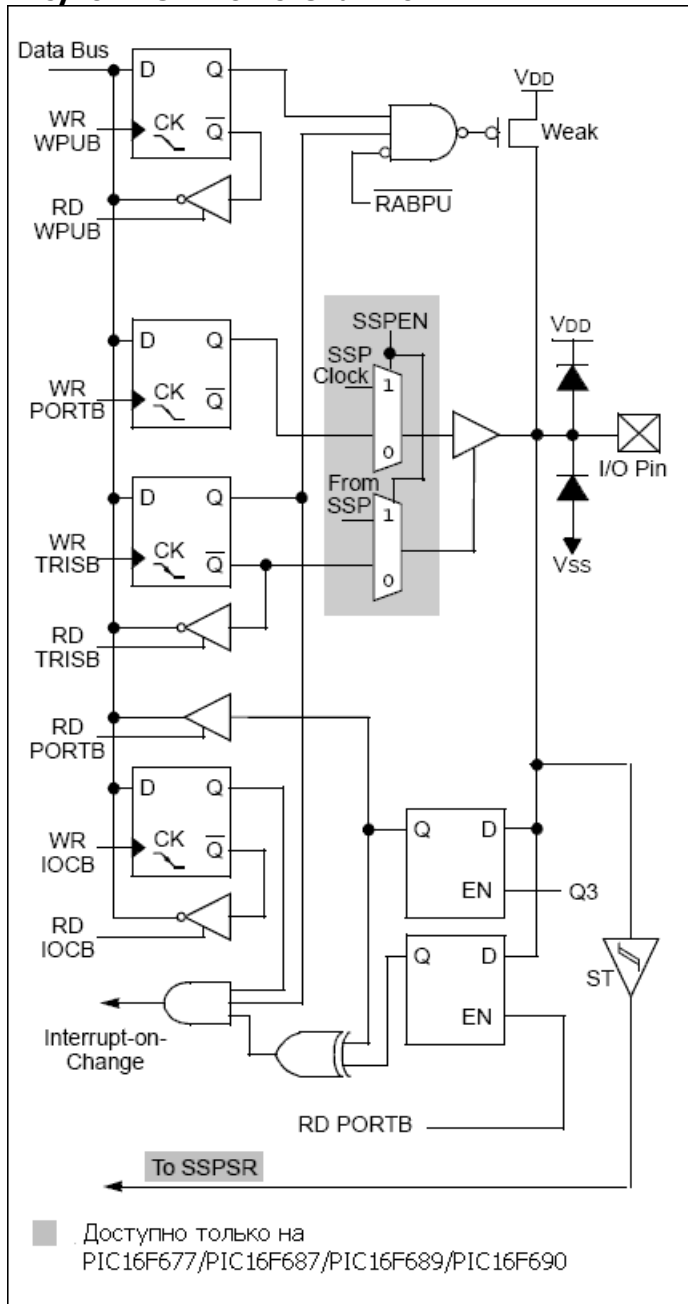 Data Bus
D
Q
WR
WPUB
CK
Q
RD
WPUB
VDD
Weak
RABPU
D
Q
WR
PORTB
CK
Q
SSPEN
SSP
Clock
1
0
From
SSP
1
0
VDD
I/O Pin
VSS
D
Q
WR
TRISB
CK
Q
RD
TRISB
RD
PORTB
D
Q
WR
IOCB
CK
Q
RD
IOCB
Q
D
EN
Q3
Q
D
EN
ST
Interrupt-on-
Change
RD PORTB
To SSPSR
Доступно только на
PIC16F677/PIC16F687/PIC16F689/PIC16F690